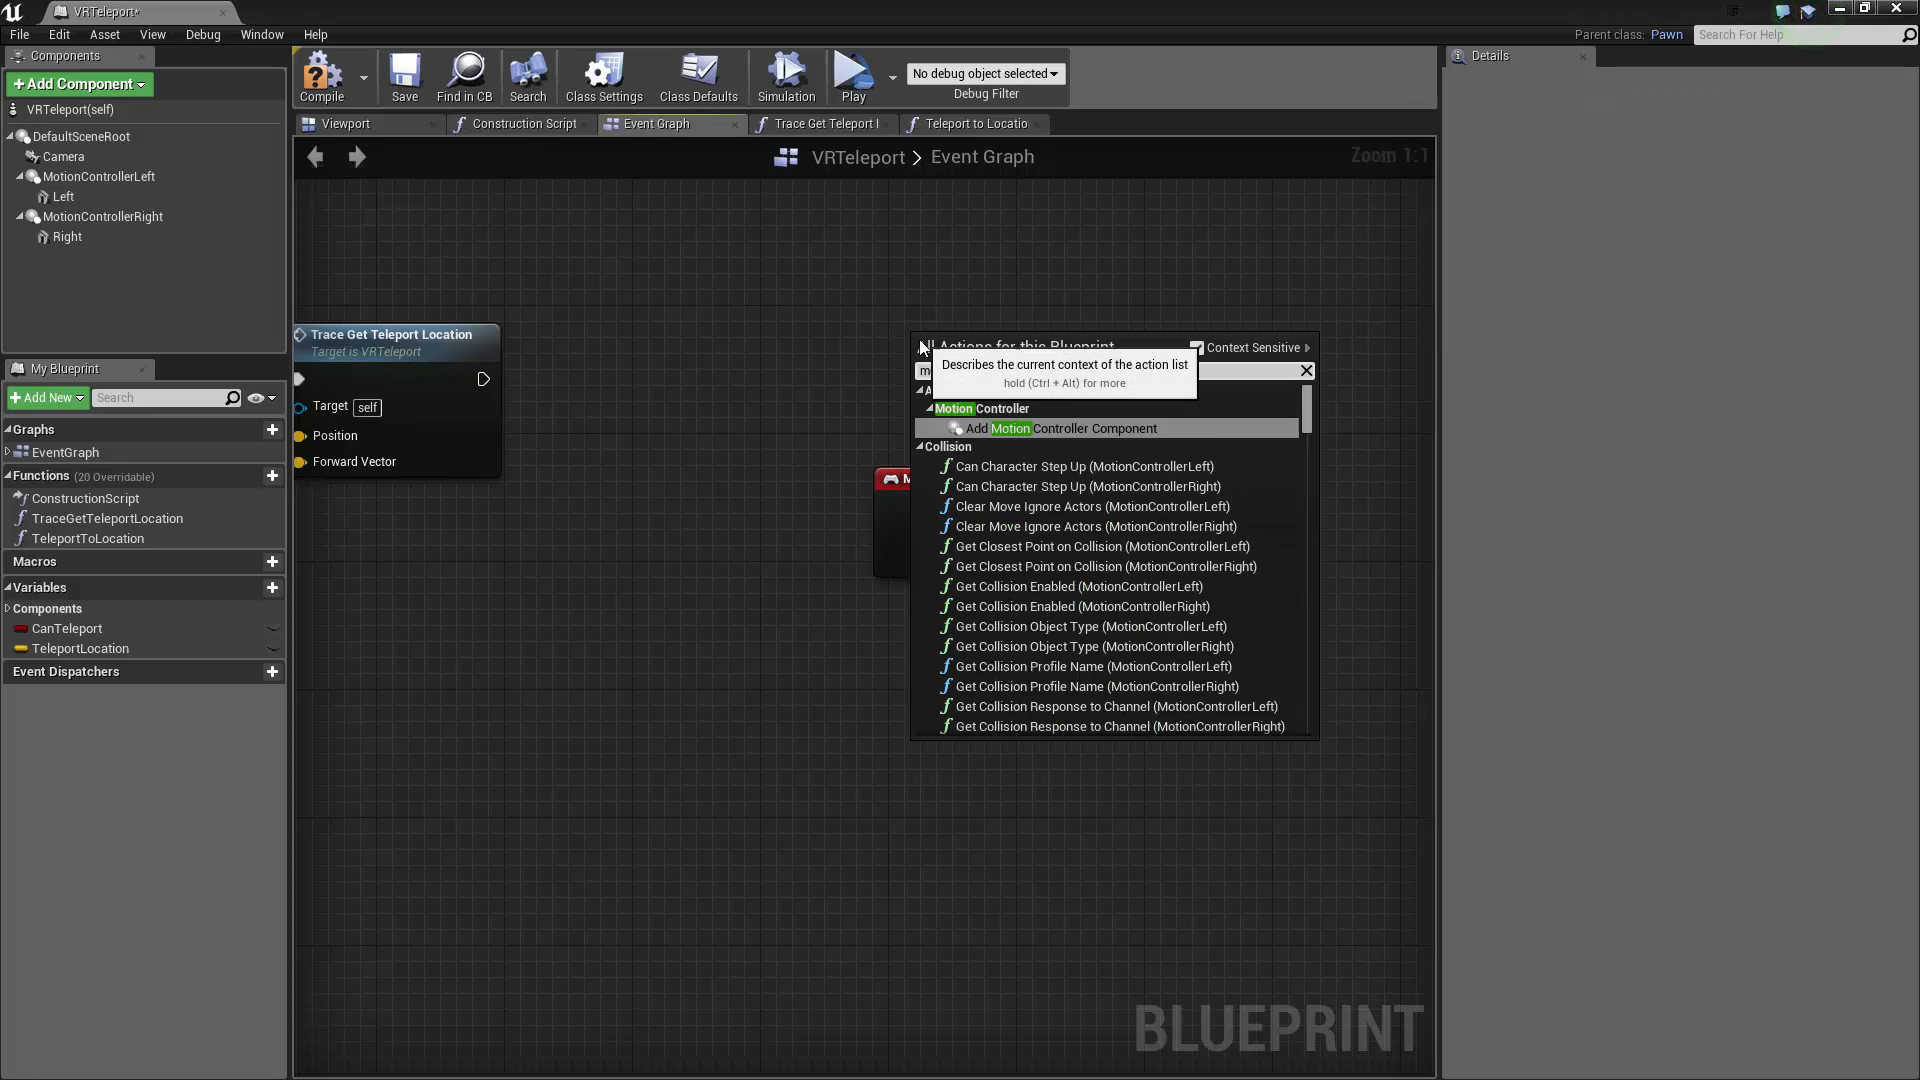 VRTeleport*
File Edit Asset View Debug Window Help
Parent class: Pawn
Search For Help
Components
+Add Component
VRTeleport(self)
DefaultSceneRoot
Camera
MotionControllerLeft
Left
MotionControllerRight
Right
Compile
Save
Find in CB
Search
Class Settings
Class Defaults
Simulation
Play
No debug object selected
Debug Filter
Details
Viewport
Construction Script
Event Graph
Trace Get Teleport l
Teleport to Locatio
VRTeleport > Event Graph
Zoom 1:1
My Blueprint
+Add New
Search
Graphs
EventGraph
Functions (20 Overridable)
ConstructionScript
TraceGetTeleportLocation
TeleportToLocation
Macros
Variables
Components
CanTeleport
TeleportLocation
Event Dispatchers
Trace Get Teleport Location
Target is VRTeleport
Target self
Position
Forward Vector
Actions for this Blueprint
Context Sensitive
Describes the current context of the action list
hold (Ctrl + Alt) for more
Motion Controller
Add Motion Controller Component
Collision
Can Character Step Up (MotionControllerLeft)
Can Character Step Up (MotionControllerRight)
Clear Move Ignore Actors (MotionControllerLeft)
Clear Move Ignore Actors (MotionControllerRight)
Get Closest Point on Collision (MotionControllerLeft)
Get Closest Point on Collision (MotionControllerRight)
Get Collision Enabled (MotionControllerLeft)
Get Collision Enabled (MotionControllerRight)
Get Collision Object Type (MotionControllerLeft)
Get Collision Object Type (MotionControllerRight)
Get Collision Profile Name (MotionControllerLeft)
Get Collision Profile Name (MotionControllerRight)
Get Collision Response to Channel (MotionControllerLeft)
Get Collision Response to Channel (MotionControllerRight)
BLUEPRINT